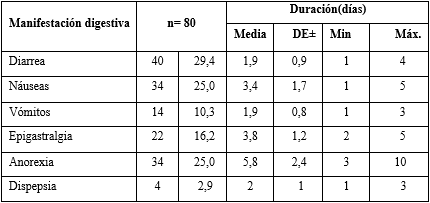 Manifestación digestiva n= 80 Duración(días)
Media DE± Min Máx.
Diarrea 40 29,4 1,9 0,9 1 4
Náuseas 34 25,0 3,4 1,7 1 5
Vómitos 14 10,3 1,9 0,8 1 3
Epigastralgia 22 16,2 3,8 1,2 2 5
Anorexia 34 25,0 5,8 2,4 3 10
Dispepsia 4 2,9 2 1 1 3